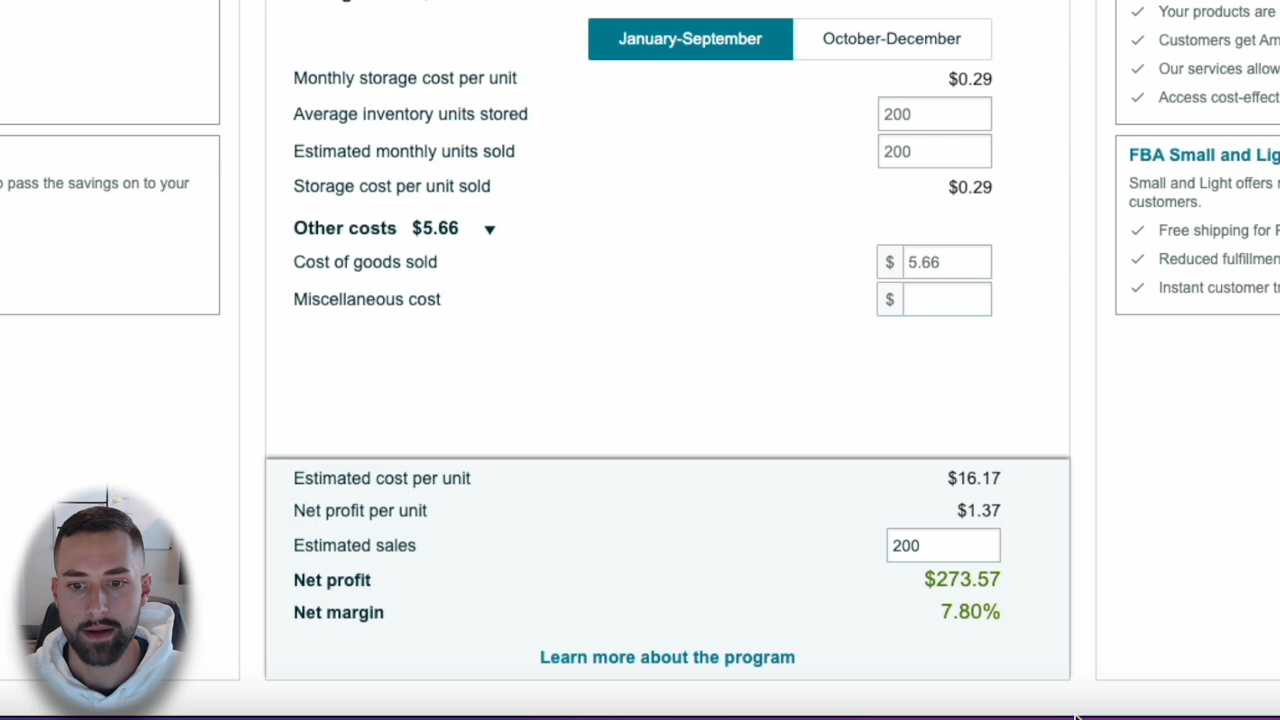 January-September
October-December
Monthly storage cost per unit
$0.29
Average inventory units stored
200
Estimated monthly units sold
200
Storage cost per unit sold
$0.29
Other costs $5.66 ▼
Cost of goods sold
$ 5.66
Miscellaneous cost
$
Estimated cost per unit
$16.17
Net profit per unit
$1.37
Estimated sales
200
Net profit
$273.57
Net margin
7.80%
Learn more about the program
pass the savings on to your
Your products are
Customers get Am
Our services allow
Access cost-effect
FBA Small and Lig
Small and Light offers
customers.
Free shipping for
Reduced fulfillmen
Instant customer